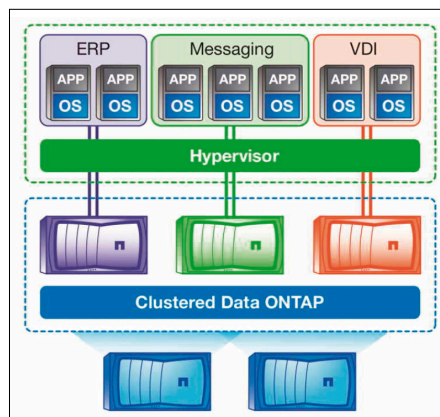 ERP Messaging VDI
APP APP APP APP APP APP APP
OS OS OS OS OS OS OS
Hypervisor
Clustered Data ONTAP